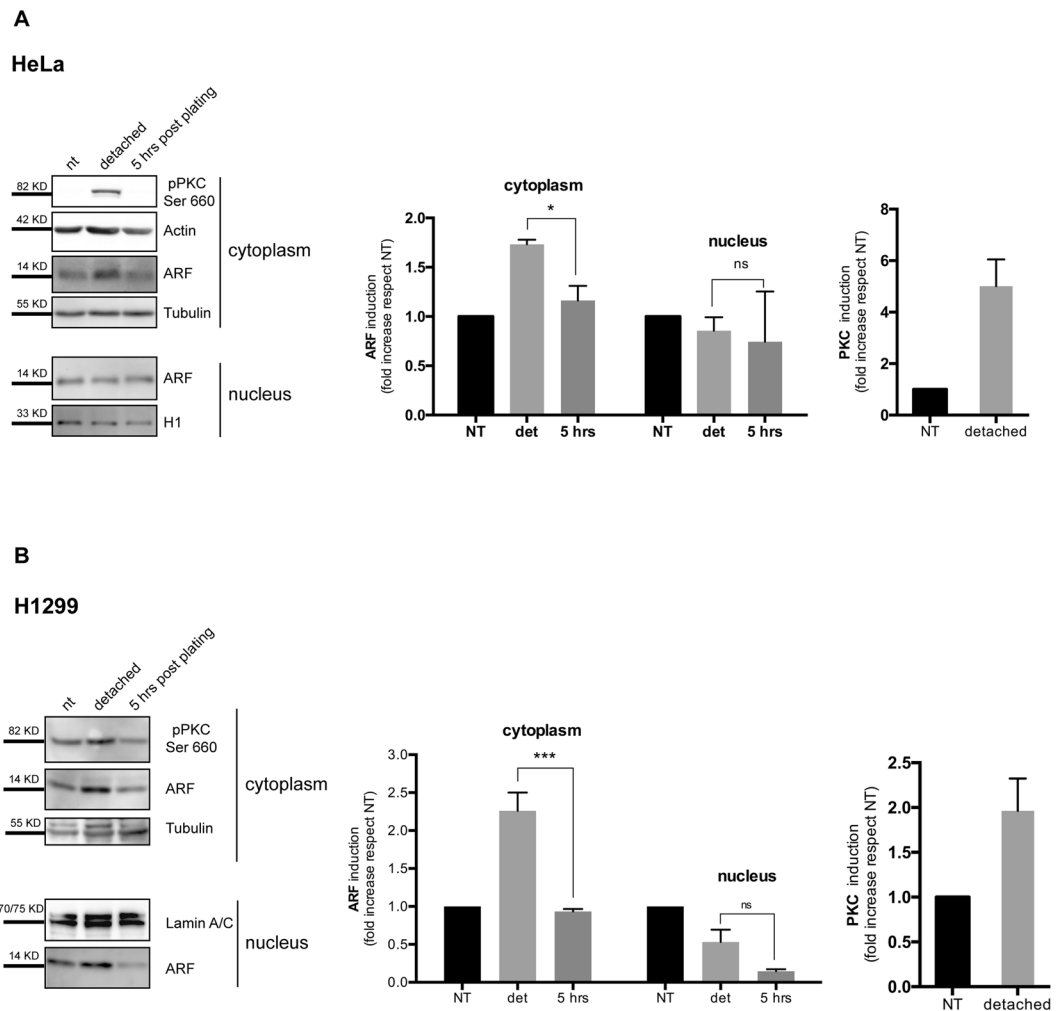 A
HeLa
nt
detached
5 hrs post plating
82 KD
pPKC
Ser 660
42 KD
Actin
14 KD
ARF
55 KD
Tubulin
cytoplasm
14 KD
ARF
33 KD
H1
nucleus
cytoplasm
*
nucleus
ns
ARF induction
(fold increase respect NT)
2.0
1.5
1.0
0.5
0.0
NT det 5 hrs NT det 5 hrs
PKC induction
(fold increase respect NT)
8
6
4
2
0
NT detached
B
H1299
nt
detached
5 hrs post plating
82 KD
pPKC
Ser 660
14 KD
ARF
55 KD
Tubulin
cytoplasm
70/75 KD
Lamin A/C
14 KD
ARF
nucleus
cytoplasm
***
nucleus
ns
ARF induction
(fold increase respect NT)
3.0
2.5
2.0
1.5
1.0
0.5
0.0
NT det 5 hrs NT det 5 hrs
PKC induction
(fold increase respect NT)
2.5
2.0
1.5
1.0
0.5
0.0
NT detached